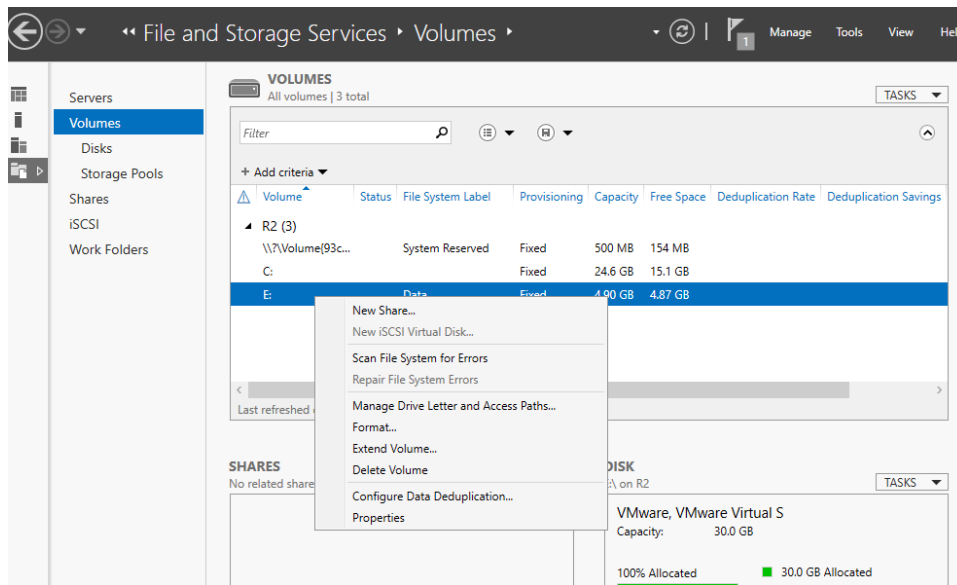 File and Storage Services Volumes
1
Manage Tools View Hel
Servers
Volumes
Disks
Storage Pools
Shares
iSCSI
Work Folders
VOLUMES
All volumes | 3 total
TASKS
Filter
+ Add criteria
Volume Status File System Label Provisioning Capacity Free Space Deduplication Rate Deduplication Savings
R2 (3)
\\?\Volume{93c... System Reserved Fixed 500 MB 154 MB
C: Fixed 24.6 GB 15.1 GB
E: Data Fixed 4.90 GB 4.87 GB
New Share...
New iSCSI Virtual Disk...
Scan File System for Errors
Repair File System Errors
Manage Drive Letter and Access Paths...
Format...
Extend Volume...
Delete Volume
Configure Data Deduplication...
Properties
Last refreshed
SHARES
No related share
DISK
:\ on R2
TASKS
VMware, VMware Virtual S
Capacity: 30.0 GB
100% Allocated 30.0 GB Allocated